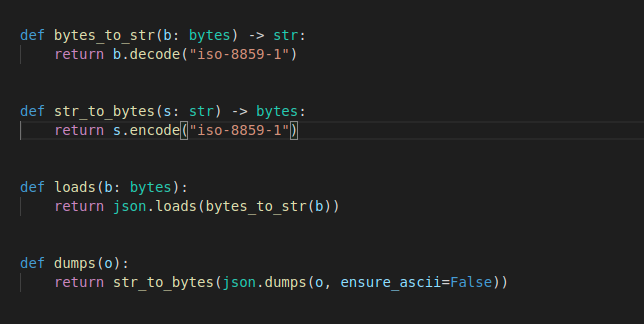 def bytes_to_str(b: bytes) -> str:
    return b.decode("iso-8859-1")
def str_to_bytes(s: str) -> bytes:
    return s.encode("iso-8859-1")
def loads(b: bytes):
    return json.loads(bytes_to_str(b))
def dumps(o):
    return str_to_bytes(json.dumps(o, ensure_ascii=False))